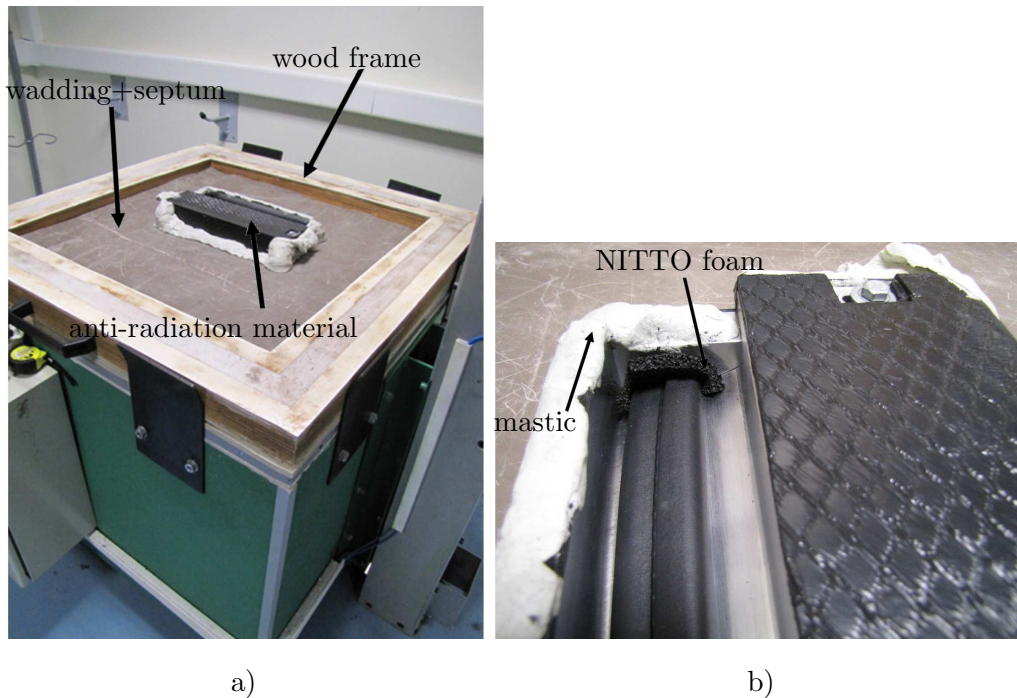 wood frame
wadding+septum
anti-radiation material
NITTO foam
mastic
a)
b)